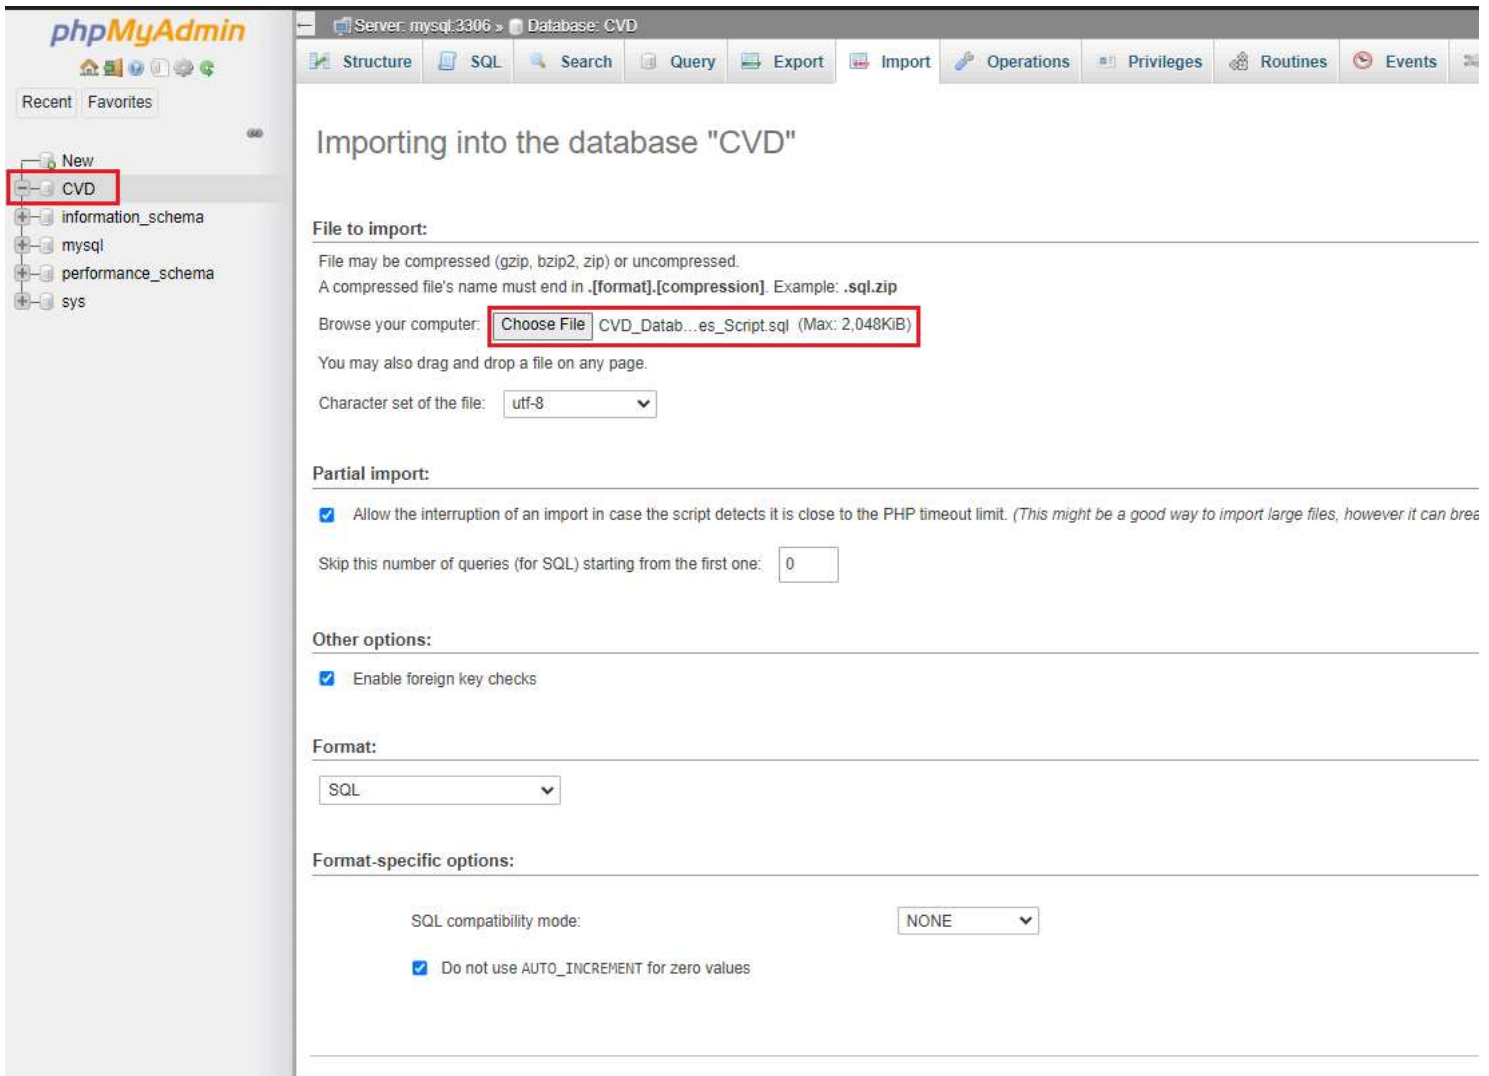 phpMyAdmin
Recent Favorites
New
CVD
information_schema
mysql
performance_schema
sys
Server: mysql:3306 » Database: CVD
Structure SQL Search Query Export Import Operations Privileges Routines Events
Importing into the database "CVD"
File to import:
File may be compressed (gzip, bzip2, zip) or uncompressed.
A compressed file's name must end in .[format].[compression]. Example: .sql.zip
Browse your computer: Choose File CVD_Datab...es_Script.sql (Max: 2,048KiB)
You may also drag and drop a file on any page.
Character set of the file: utf-8
Partial import:
Allow the interruption of an import in case the script detects it is close to the PHP timeout limit. (This might be a good way to import large files, however it can brea
Skip this number of queries (for SQL) starting from the first one: 0
Other options:
Enable foreign key checks
Format:
SQL
Format-specific options:
SQL compatibility mode: NONE
Do not use AUTO_INCREMENT for zero values